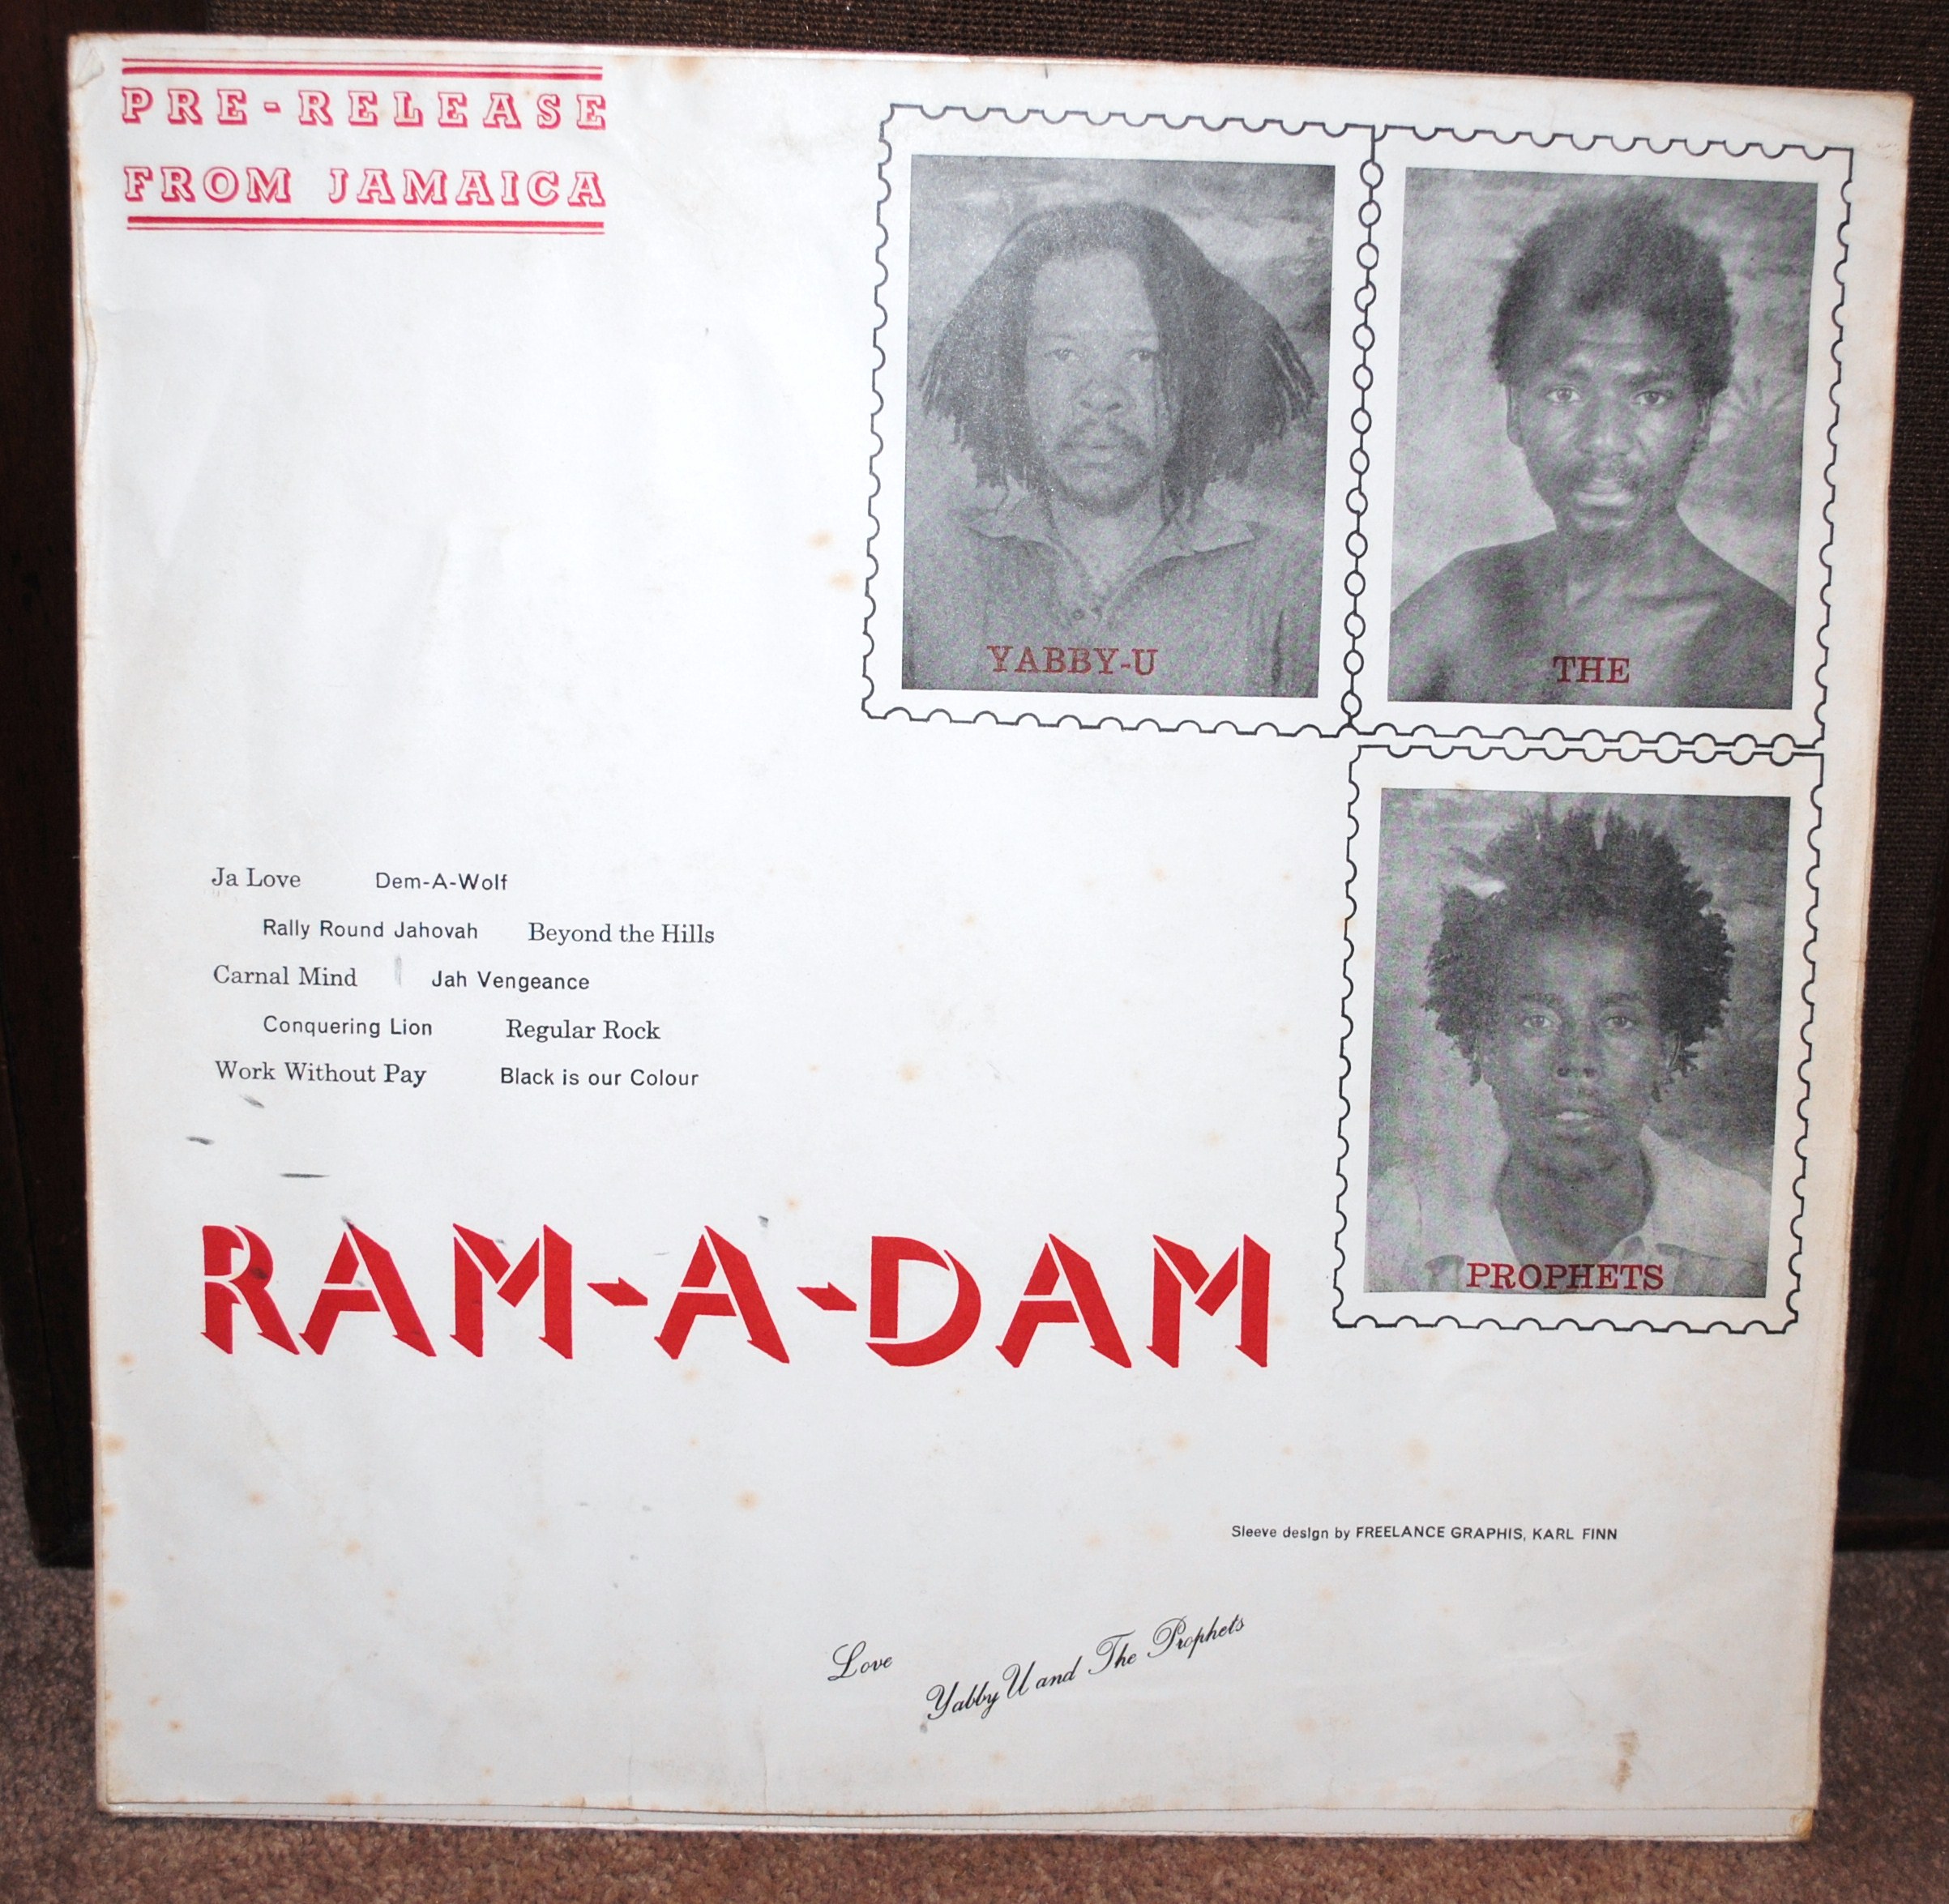 PRE-RELEASE
FROM JAMAICA
YABBY-U
THE
PROPHETS
Ja Love Dem-A-Wolf
Rally Round Jahovah Beyond the Hills
Carnal Mind Jah Vengeance
Conquering Lion Regular Rock
Work Without Pay Black is our Colour
RAM-A-DAM
Sleeve design by FREELANCE GRAPHIS, KARL FINN
Love
Yabby U and The Prophets